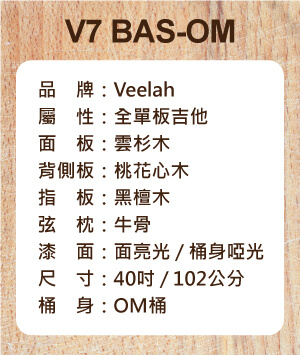 V7 BAS-OM
品　牌：Veelah
屬　性：全單板吉他
面　板：雲杉木
背側板：桃花心木
指　板：黑檀木
弦　枕：牛骨
漆　面：面亮光 / 桶身啞光
尺　寸：40吋 / 102公分
桶　身：OM桶